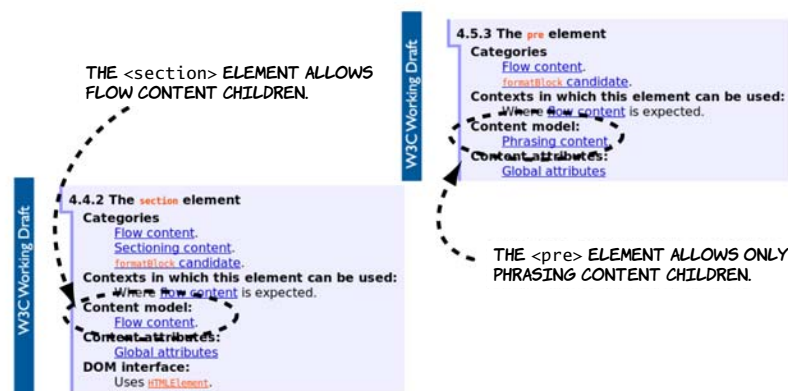 THE <section> ELEMENT ALLOWS
FLOW CONTENT CHILDREN.
W3C Working Draft
4.4.2 The section element
Categories
Flow content.
Sectioning content.
formatBlock candidate.
Contexts in which this element can be used:
Where flow content is expected.
Content model:
Flow content.
Content attributes:
Global attributes
DOM interface:
Uses HTMLElement.
W3C Working Draft
4.5.3 The pre element
Categories
Flow content.
formatBlock candidate.
Contexts in which this element can be used:
Where flow content is expected.
Content model:
Phrasing content.
Content attributes:
Global attributes
THE <pre> ELEMENT ALLOWS ONLY
PHRASING CONTENT CHILDREN.